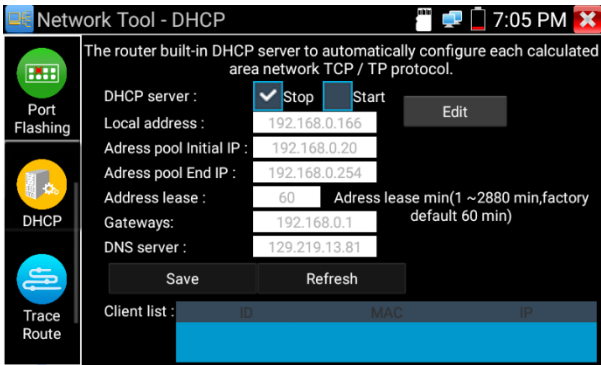 Network Tool - DHCP
7:05 PM
The router built-in DHCP server to automatically configure each calculated
area network TCP / TP protocol.
Port
Flashing
DHCP
Trace
Route
DHCP server :
Stop
Start
Edit
Local address :
192.168.0.166
Adress pool Initial IP :
192.168.0.20
Adress pool End IP :
192.168.0.254
Address lease :
60
Adress lease min(1 ~2880 min,factory
default 60 min)
Gateways:
192.168.0.1
DNS server :
129.219.13.81
Save
Refresh
Client list :
ID
MAC
IP